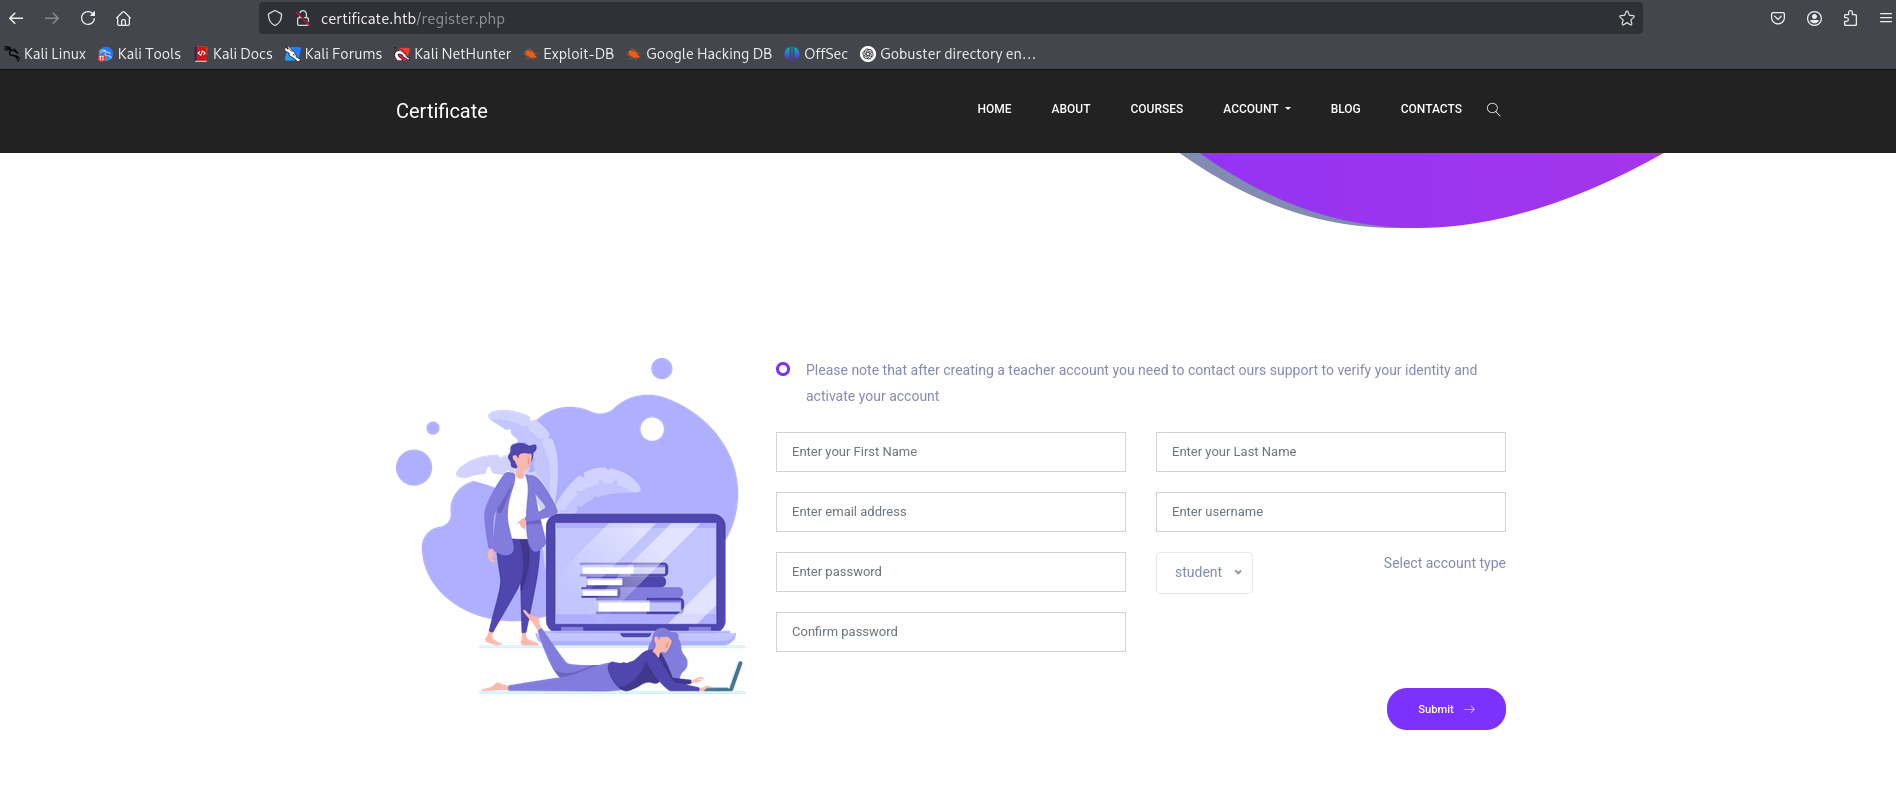 certificate.htb/register.php
Kali Linux Kali Tools Kali Docs Kali Forums Kali NetHunter Exploit-DB Google Hacking DB OffSec Gobuster directory en…
Certificate HOME ABOUT COURSES ACCOUNT BLOG CONTACTS
Please note that after creating a teacher account you need to contact ours support to verify your identity and
activate your account
Enter your First Name Enter your Last Name
Enter email address Enter username
Enter password student Select account type
Confirm password
Submit